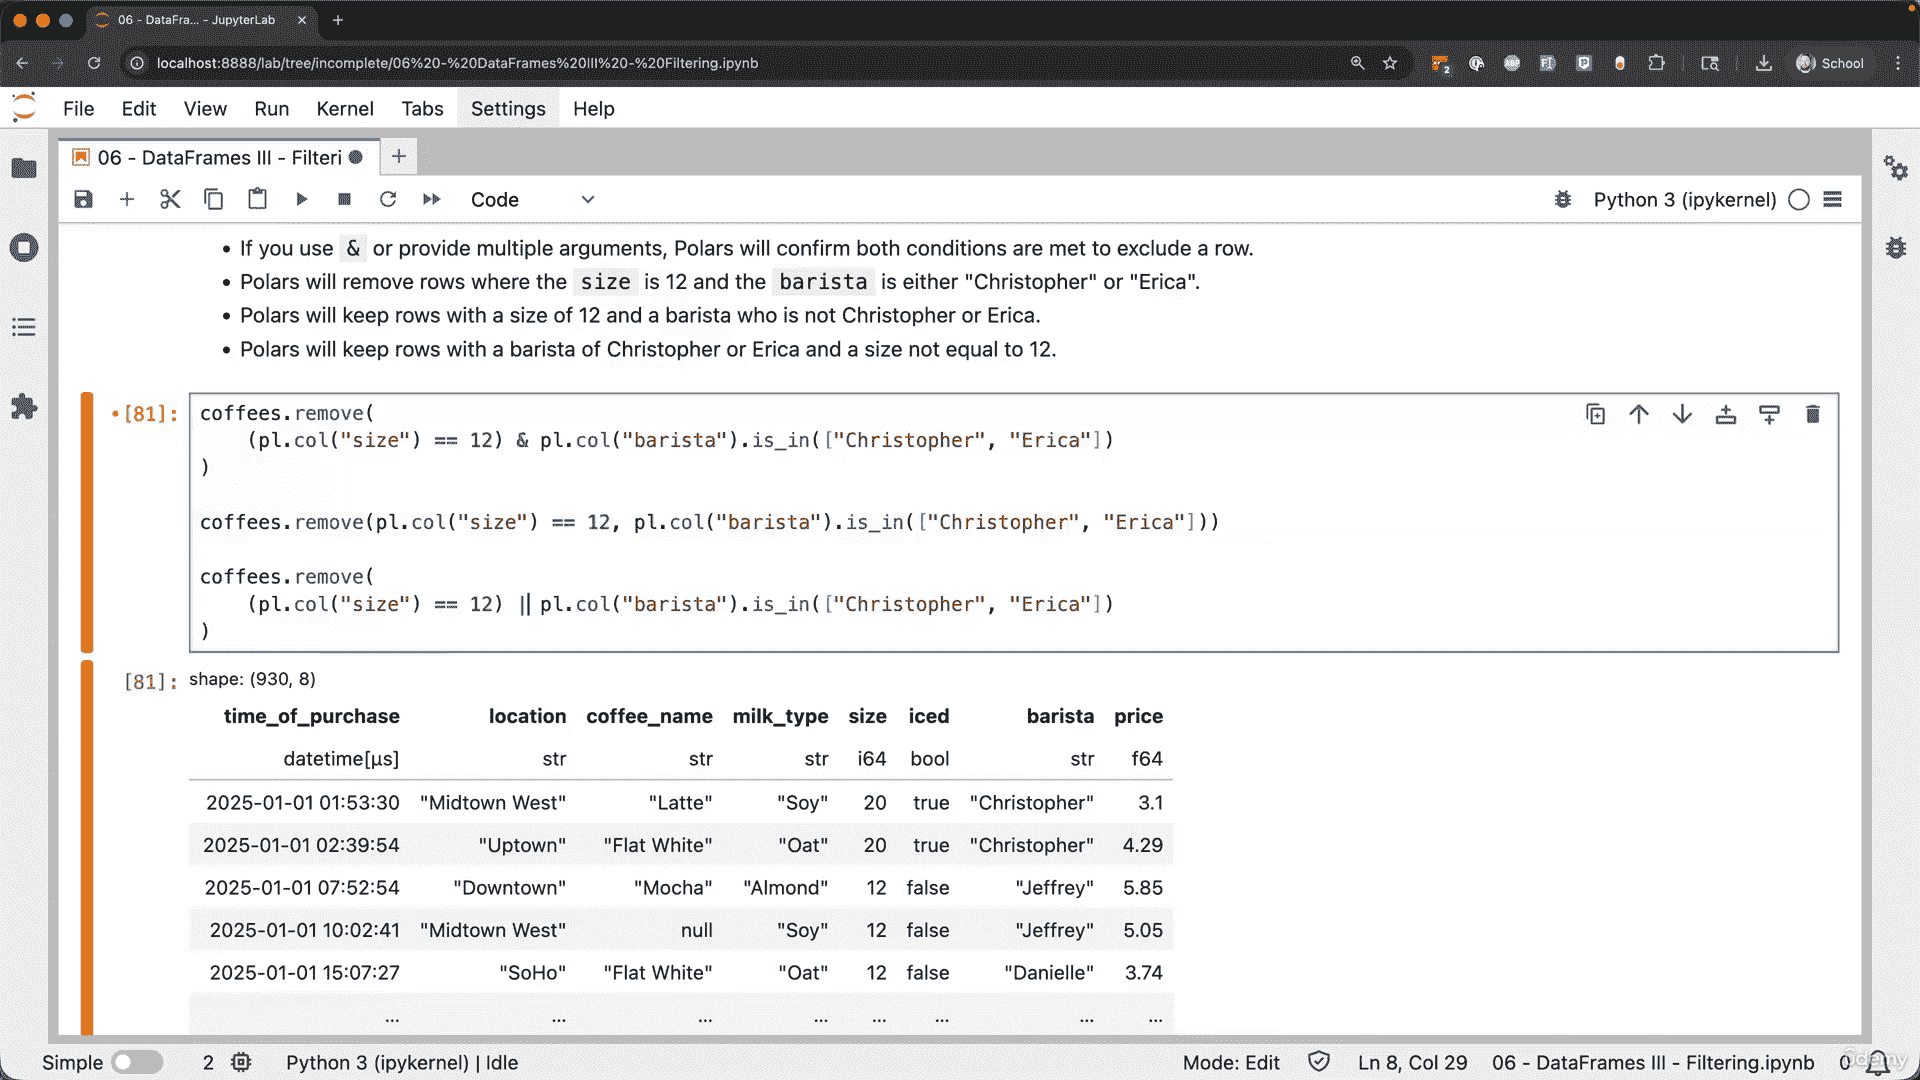 06 - DataFra... - JupyterLab
localhost:8888/lab/tree/incomplete/06%20-%20DataFrames%20III%20-%20Filtering.ipynb
2
School
File Edit View Run Kernel Tabs Settings Help
06 - DataFrames III - Filteri
Code
Python 3 (ipykernel)
• If you use & or provide multiple arguments, Polars will confirm both conditions are met to exclude a row.
• Polars will remove rows where the size is 12 and the barista is either "Christopher" or "Erica".
• Polars will keep rows with a size of 12 and a barista who is not Christopher or Erica.
• Polars will keep rows with a barista of Christopher or Erica and a size not equal to 12.
[81]:
coffees.remove(
    (pl.col("size") == 12) & pl.col("barista").is_in(["Christopher", "Erica"])
)
coffees.remove(pl.col("size") == 12, pl.col("barista").is_in(["Christopher", "Erica"]))
coffees.remove(
    (pl.col("size") == 12) | pl.col("barista").is_in(["Christopher", "Erica"])
)
[81]: shape: (930, 8)
time_of_purchase location coffee_name milk_type size iced barista price
datetime[μs] str str str i64 bool str f64
2025-01-01 01:53:30 "Midtown West" "Latte" "Soy" 20 true "Christopher" 3.1
2025-01-01 02:39:54 "Uptown" "Flat White" "Oat" 20 true "Christopher" 4.29
2025-01-01 07:52:54 "Downtown" "Mocha" "Almond" 12 false "Jeffrey" 5.85
2025-01-01 10:02:41 "Midtown West" null "Soy" 12 false "Jeffrey" 5.05
2025-01-01 15:07:27 "SoHo" "Flat White" "Oat" 12 false "Danielle" 3.74
... ... ... ... ... ... ... ...
Simple 2 Python 3 (ipykernel) | Idle Mode: Edit Ln 8, Col 29 06 - DataFrames III - Filtering.ipynb 0
Udemy